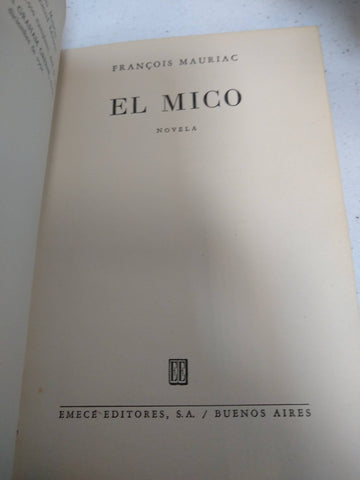 FRANÇOIS MAURIAC
EL MICO
NOVELA
EE
EMECÉ EDITORES, S.A. / BUENOS AIRES